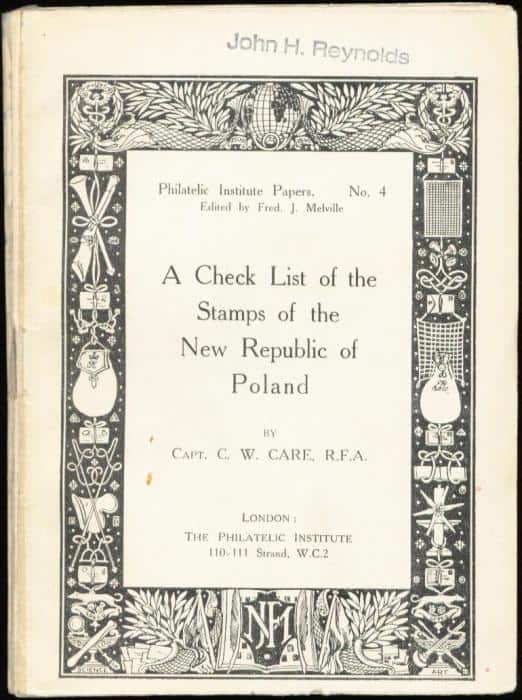 John H. Reynolds
Philatelic Institute Papers. No. 4
Edited by Fred. J. Melville
A Check List of the
Stamps of the
New Republic of
Poland
BY
CAPT. C. W. CARE, R.F.A.
LONDON:
THE PHILATELIC INSTITUTE
110-111 Strand, W.C.2
SCIENCE
ART